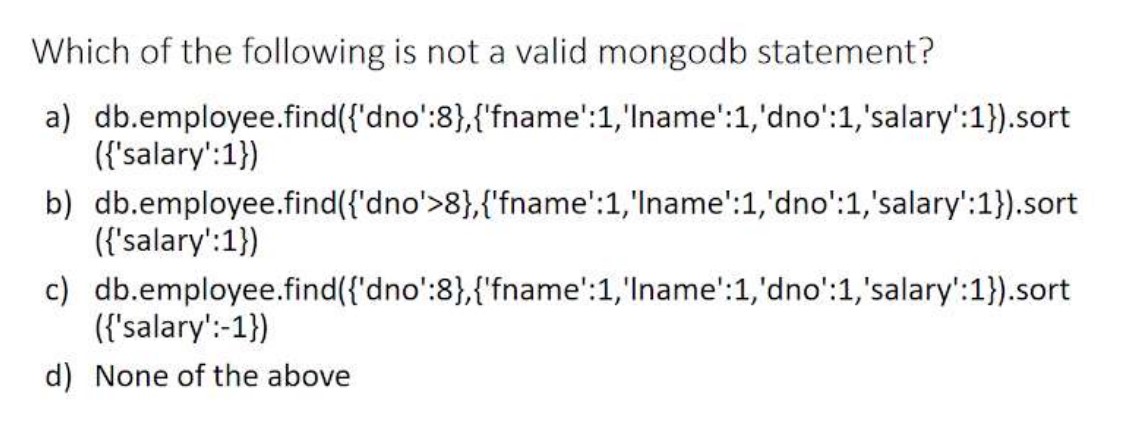 Which of the following is not a valid mongodb statement?
a) db.employee.find({'dno':8},{'fname':1,'lname':1,'dno':1,'salary':1}).sort
({'salary':1})
b) db.employee.find({'dno'>8},{'fname':1,'lname':1,'dno':1,'salary':1}).sort
({'salary':1})
c) db.employee.find({'dno':8},{'fname':1,'lname':1,'dno':1,'salary':1}).sort
({'salary':-1})
d) None of the above